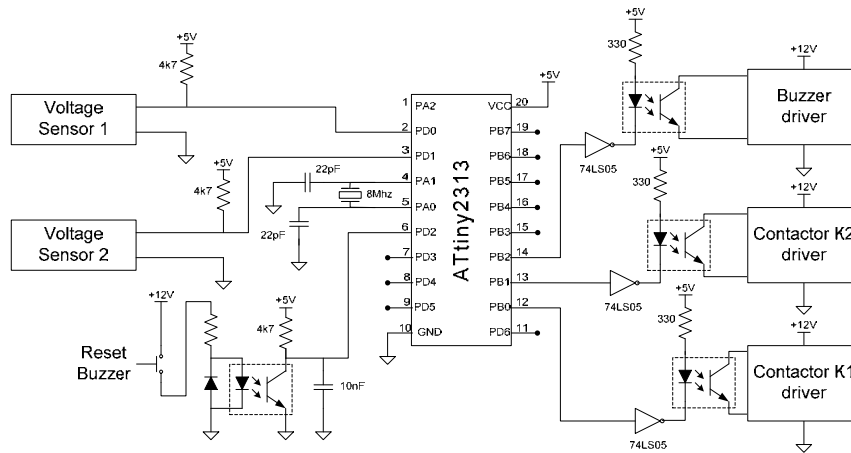 +5V
4k7
Voltage
Sensor 1
+5V
4k7
Voltage
Sensor 2
+12V
Reset
Buzzer
+5V
4k7
10nF
22pF
8Mhz
22pF
ATtiny2313
1 PA2
2 PD0
3 PD1
4 PA1
5 PA0
6 PD2
7 PD3
8 PD4
9 PD5
10 GND
VCC 20
PB7 19
PB6 18
PB5 17
PB4 16
PB3 15
PB2 14
PB1 13
PB0 12
PD6 11
+5V
+5V
330
74LS05
+12V
Buzzer
driver
+5V
330
74LS05
+12V
Contactor K2
driver
+5V
330
74LS05
+12V
Contactor K1
driver